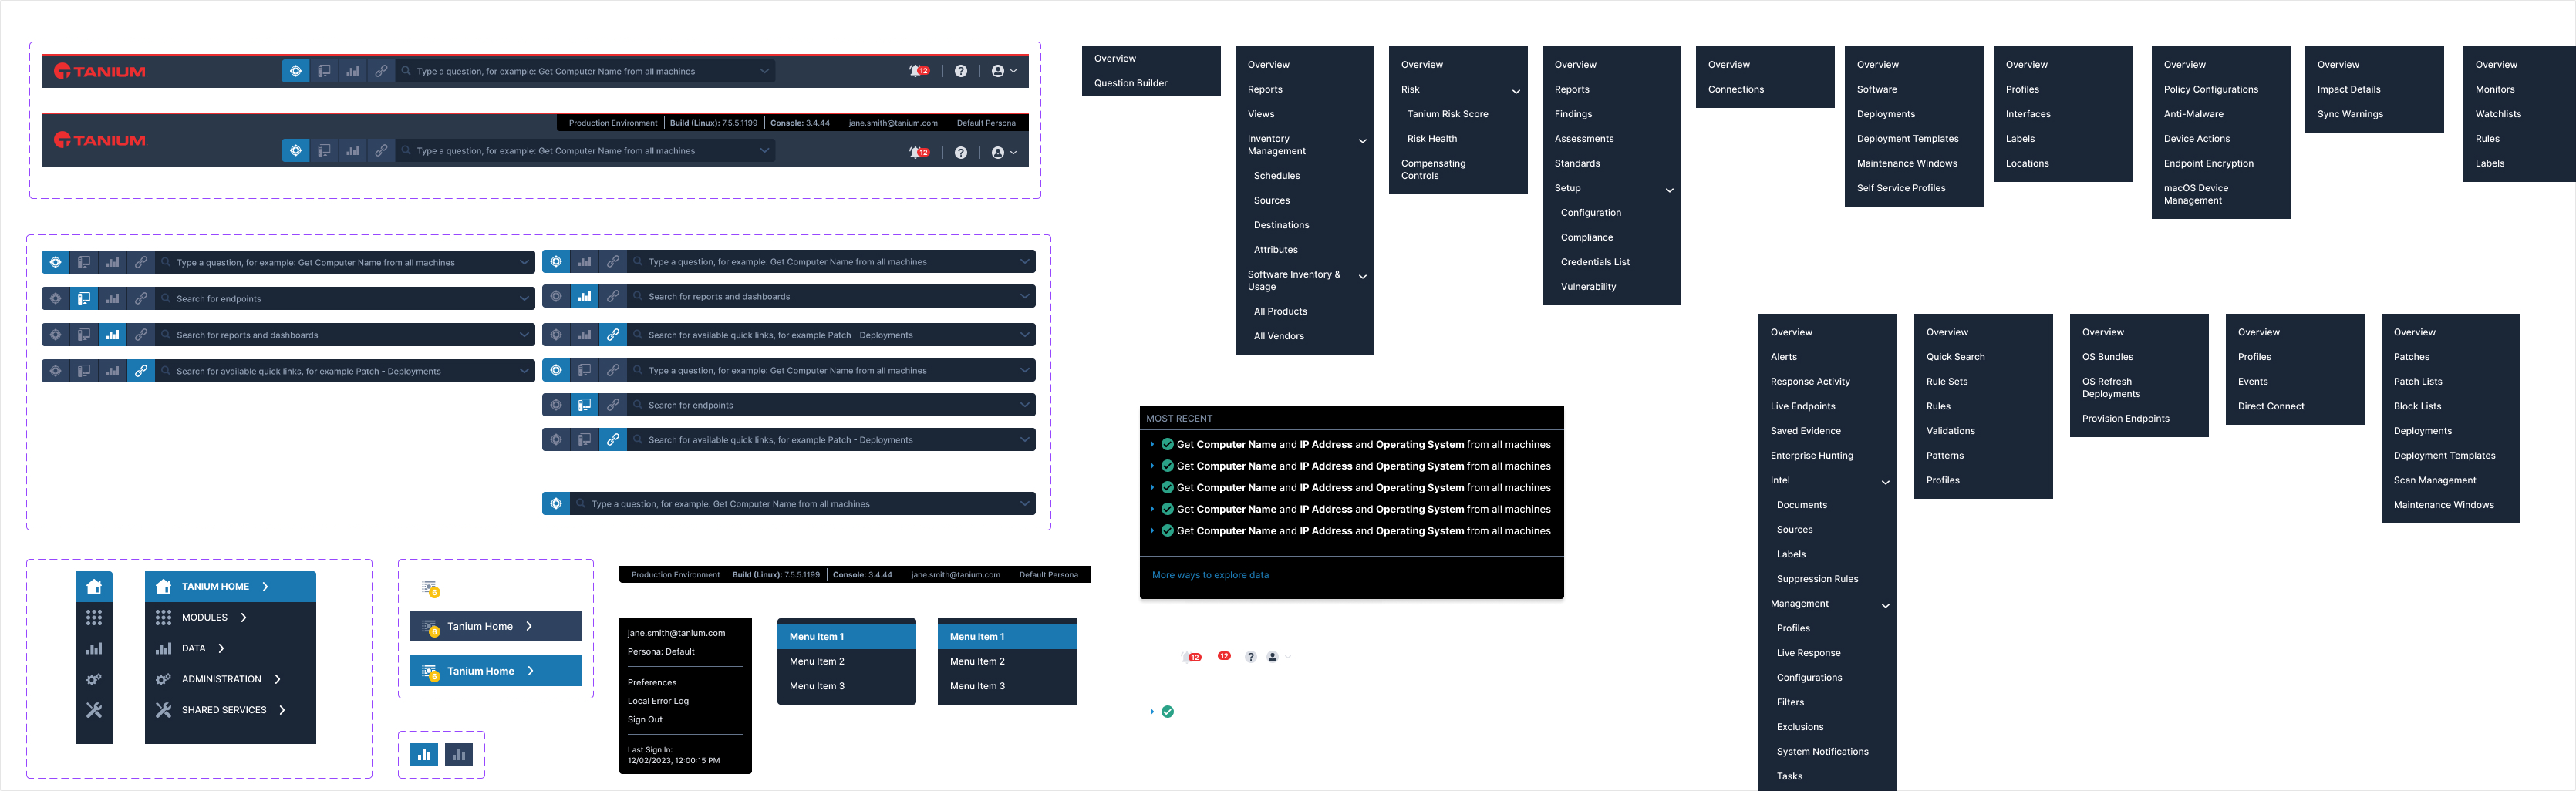 TANIUM
Type a question, for example: Get Computer Name from all machines
12
?
Production Environment
Build (Linux): 7.5.5.1199
Console: 3.4.44
jane.smith@tanium.com
Default Persona
TANIUM
Type a question, for example: Get Computer Name from all machines
12
?
Type a question, for example: Get Computer Name from all machines
Search for endpoints
Search for reports and dashboards
Search for available quick links, for example Patch - Deployments
Type a question, for example: Get Computer Name from all machines
Search for reports and dashboards
Search for available quick links, for example Patch - Deployments
Type a question, for example: Get Computer Name from all machines
Search for endpoints
Search for available quick links, for example Patch - Deployments
Type a question, for example: Get Computer Name from all machines
TANIUM HOME
MODULES
DATA
ADMINISTRATION
SHARED SERVICES
6
6
Tanium Home
6
Tanium Home
Production Environment
Build (Linux): 7.5.5.1199
Console: 3.4.44
jane.smith@tanium.com
Default Persona
jane.smith@tanium.com
Persona: Default
Preferences
Local Error Log
Sign Out
Last Sign In:
12/02/2023, 12:00:15 PM
Menu Item 1
Menu Item 2
Menu Item 3
Menu Item 1
Menu Item 2
Menu Item 3
Overview
Question Builder
Overview
Reports
Views
Inventory
Management
Schedules
Sources
Destinations
Attributes
Software Inventory &
Usage
All Products
All Vendors
Overview
Risk
Tanium Risk Score
Risk Health
Compensating
Controls
Overview
Reports
Findings
Assessments
Standards
Setup
Configuration
Compliance
Credentials List
Vulnerability
Overview
Connections
Overview
Software
Deployments
Deployment Templates
Maintenance Windows
Self Service Profiles
Overview
Profiles
Interfaces
Labels
Locations
Overview
Policy Configurations
Anti-Malware
Device Actions
Endpoint Encryption
macOS Device
Management
Overview
Impact Details
Sync Warnings
Overview
Monitors
Watchlists
Rules
Labels
MOST RECENT
Get Computer Name and IP Address and Operating System from all machines
Get Computer Name and IP Address and Operating System from all machines
Get Computer Name and IP Address and Operating System from all machines
Get Computer Name and IP Address and Operating System from all machines
Get Computer Name and IP Address and Operating System from all machines
More ways to explore data
12
12
?
Overview
Alerts
Response Activity
Live Endpoints
Saved Evidence
Enterprise Hunting
Intel
Documents
Sources
Labels
Suppression Rules
Management
Profiles
Live Response
Configurations
Filters
Exclusions
System Notifications
Tasks
Overview
Quick Search
Rule Sets
Rules
Validations
Patterns
Profiles
Overview
OS Bundles
OS Refresh
Deployments
Provision Endpoints
Overview
Profiles
Events
Direct Connect
Overview
Patches
Patch Lists
Block Lists
Deployments
Deployment Templates
Scan Management
Maintenance Windows